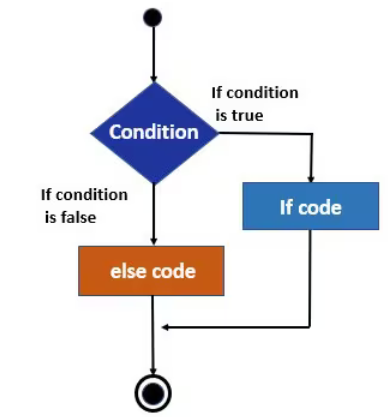 If condition
is true
Condition
If condition
is false
If code
else code